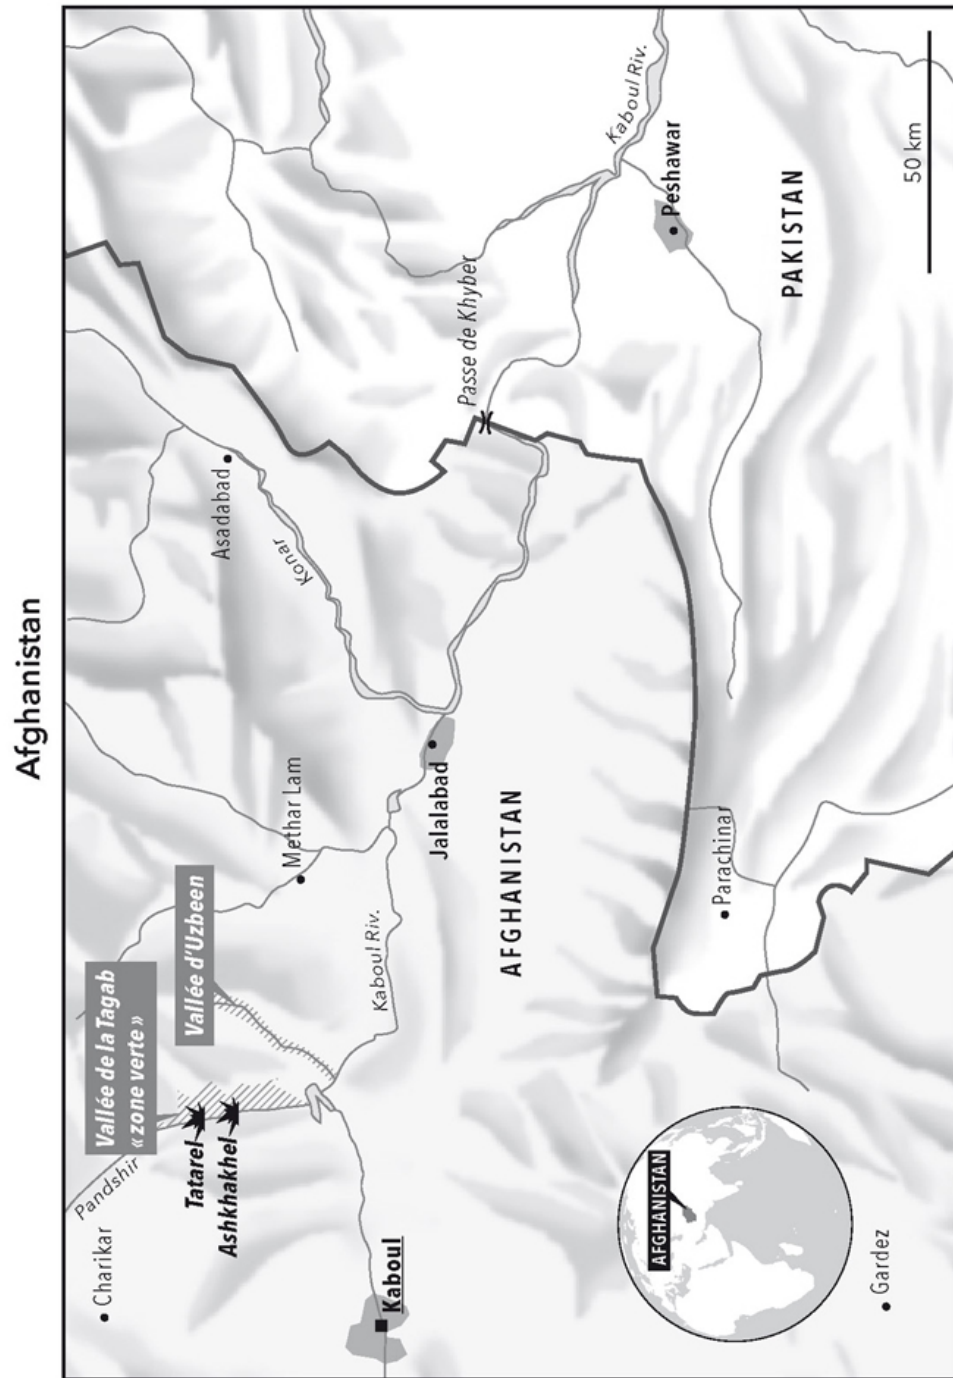 Afghanistan
Pandshir
Vallée de la Tagab
« zone verte »
Vallée d'Uzbeen
Charikar
Tatarel
Ashkhakhel
Methar Lam
Asadabad
Konar
Kaboul
Kaboul Riv.
Jalalabad
Passe de Khyber
Kaboul Riv.
Peshawar
AFGHANISTAN
PAKISTAN
Parachinar
AFGHANISTAN
Gardez
50 km